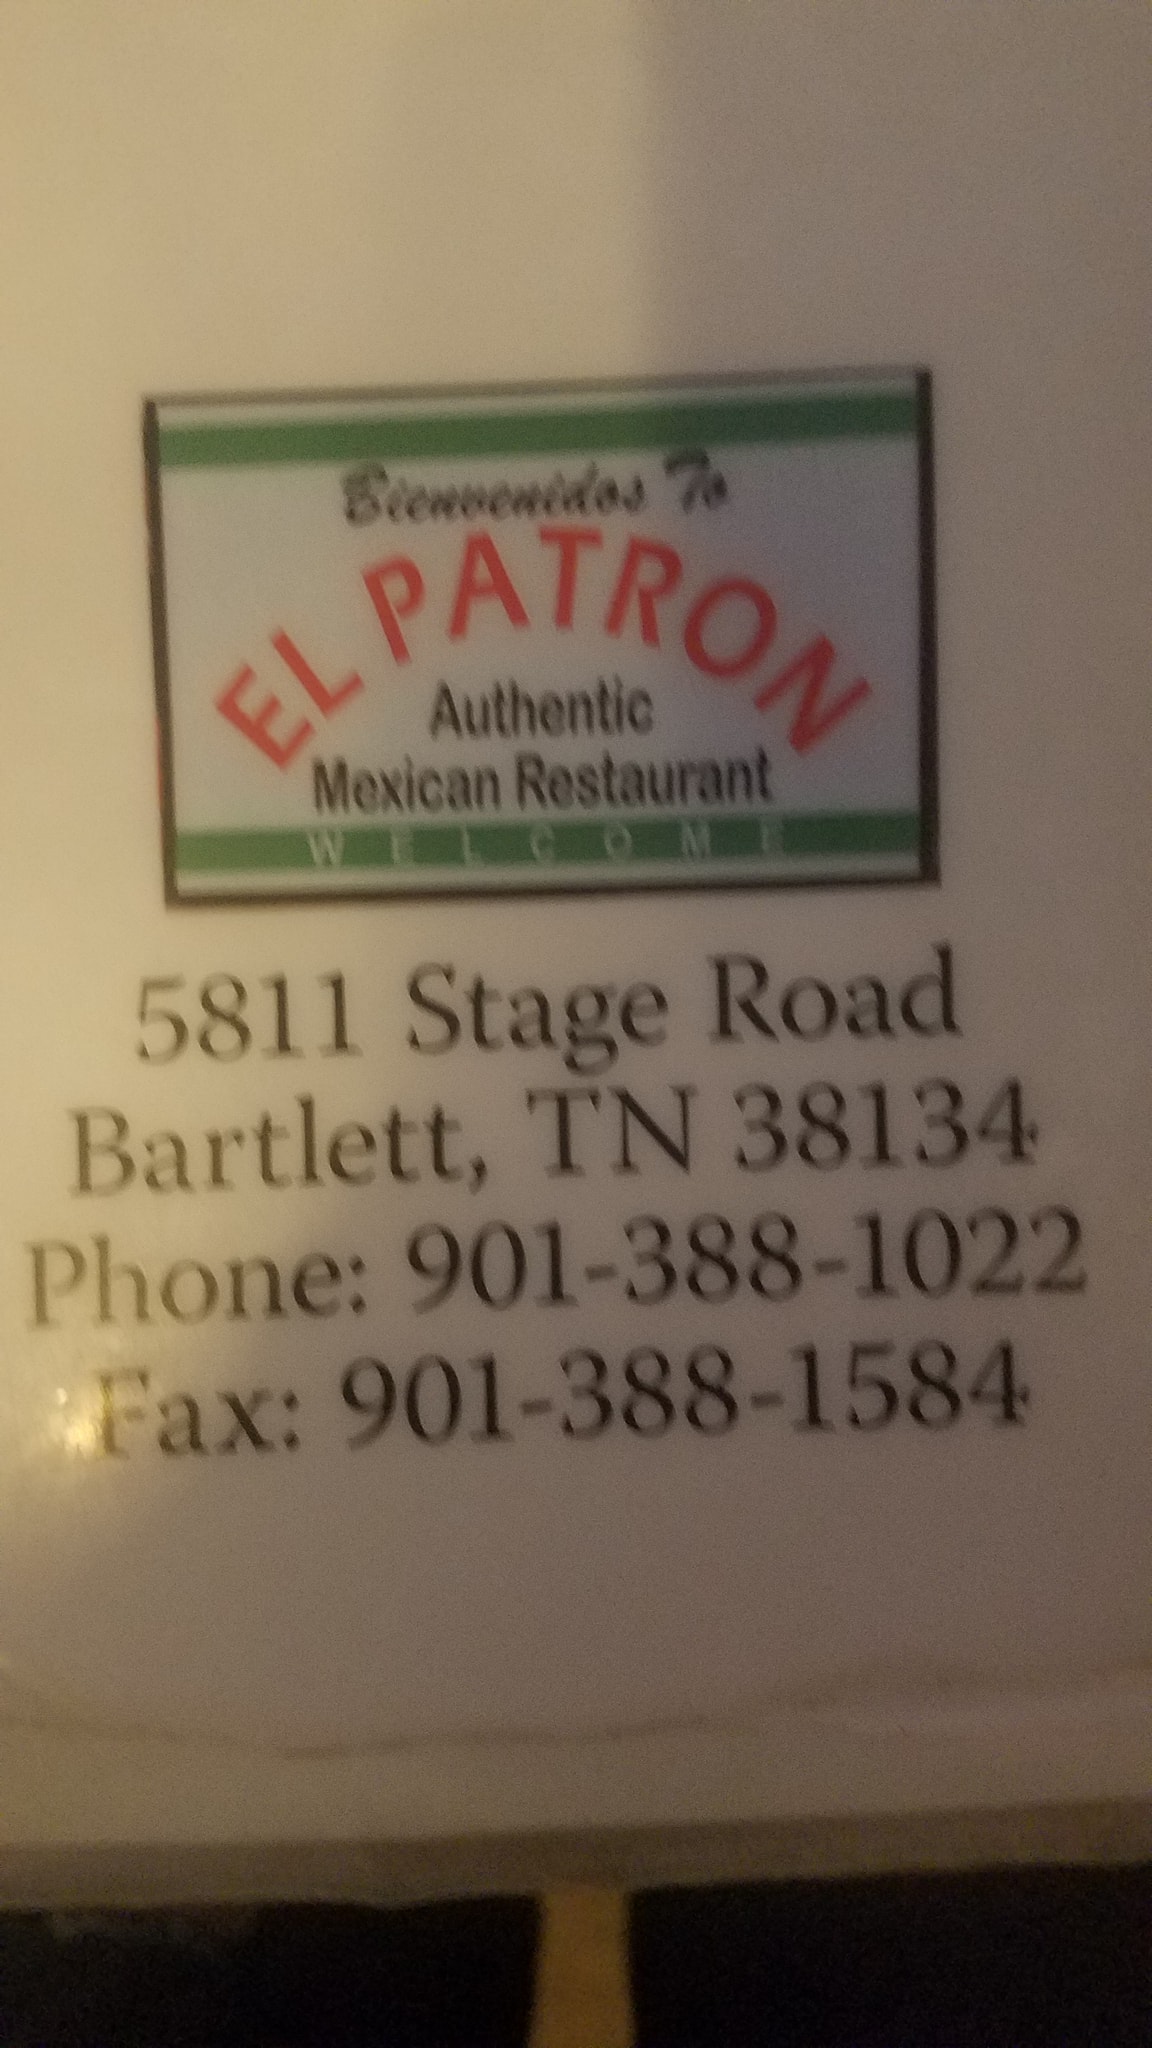 Bienvenidos To
EL PATRON
Authentic
Mexican Restaurant
WELCOME
5811 Stage Road
Bartlett, TN 38134
Phone: 901-388-1022
Fax: 901-388-1584